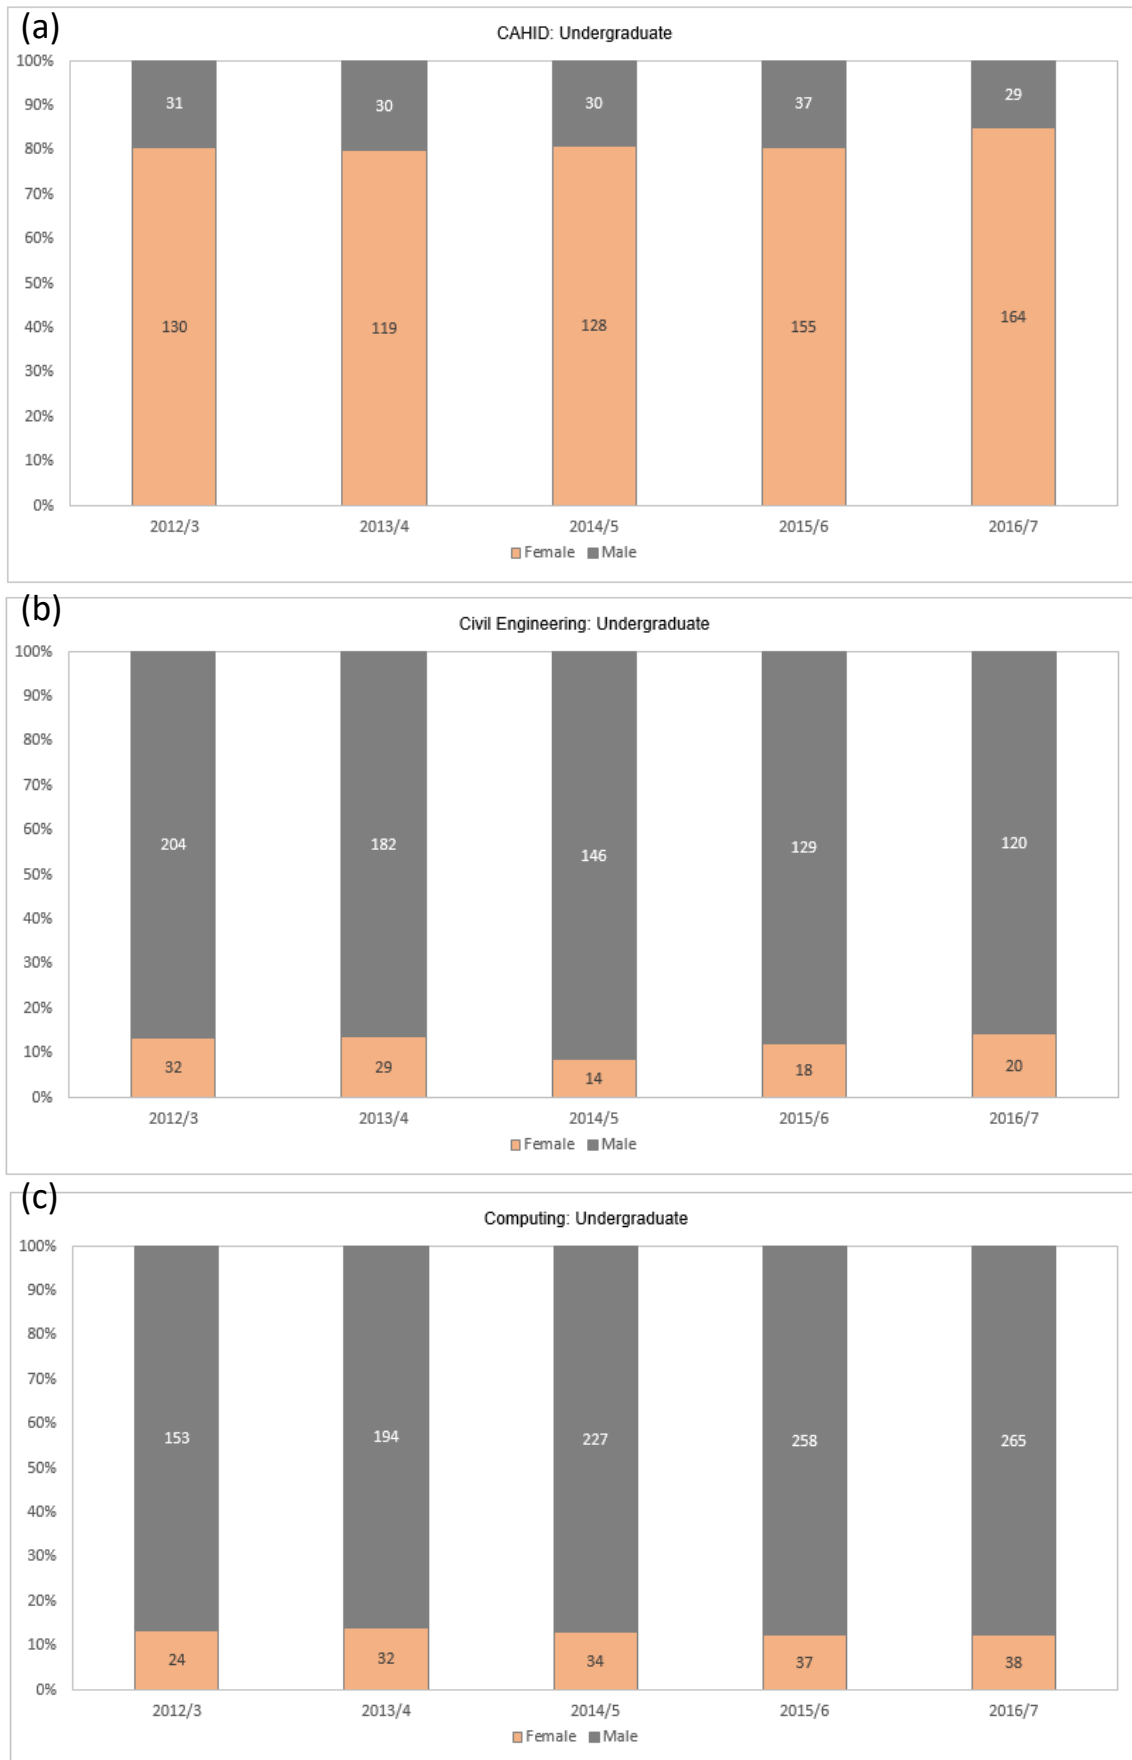 (a)
CAHID: Undergraduate
100%
90%
80%
70%
60%
50%
40%
30%
20%
10%
0%
31 30 30 37 29
130 119 128 155 164
2012/3 2013/4 2014/5 2015/6 2016/7
Female Male
(b)
Civil Engineering: Undergraduate
100%
90%
80%
70%
60%
50%
40%
30%
20%
10%
0%
204 182 146 129 120
32 29 14 18 20
2012/3 2013/4 2014/5 2015/6 2016/7
Female Male
(c)
Computing: Undergraduate
100%
90%
80%
70%
60%
50%
40%
30%
20%
10%
0%
153 194 227 258 265
24 32 34 37 38
2012/3 2013/4 2014/5 2015/6 2016/7
Female Male